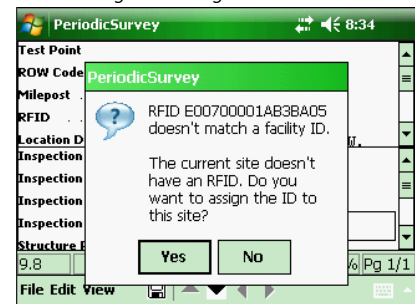 PeriodicSurvey 8:34
Test Point
ROW Code
Milepost
RFID
Location D
W.
Inspection
Inspection
Inspection
Inspection
Structure
PeriodicSurvey
RFID E00700001AB3BA05
doesn't match a facility ID.
The current site doesn't
have an RFID. Do you
want to assign the ID to
this site?
Yes No
9.8 % Pg 1/1
File Edit View